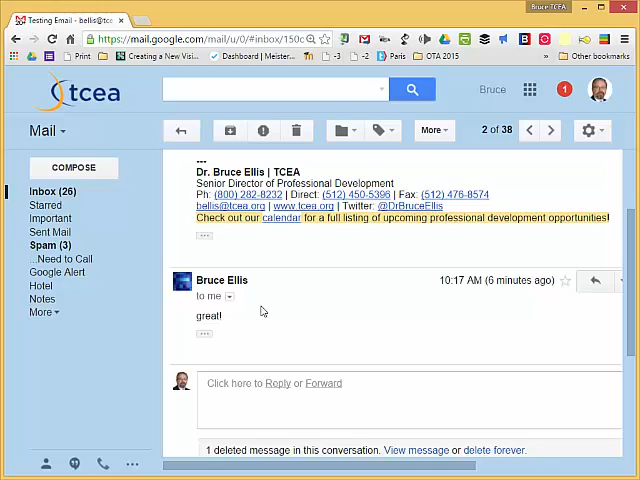 Bruce TCEA
Testing Email - bellis@tce
https://mail.google.com/mail/u/0/#inbox/150c
Print
Creating a New Visi...
Dashboard | Meister...
-3
-2
Paris
OTA 2015
»
tcea
Bruce
1
Mail
More
2 of 38
COMPOSE
Inbox (26)
Starred
Important
Sent Mail
Spam (3)
...Need to Call
Google Alert
Hotel
Notes
More
---
Dr. Bruce Ellis | TCEA
Senior Director of Professional Development
Ph: (800) 282-8232 | Direct: (512) 450-5396 | Fax: (512) 476-8574
bellis@tcea.org | www.tcea.org | Twitter: @DrBruceEllis
Check out our calendar for a full listing of upcoming professional development opportunities!
Bruce Ellis
10:17 AM (6 minutes ago)
to me
great!
Click here to Reply or Forward
1 deleted message in this conversation. View message or delete forever.